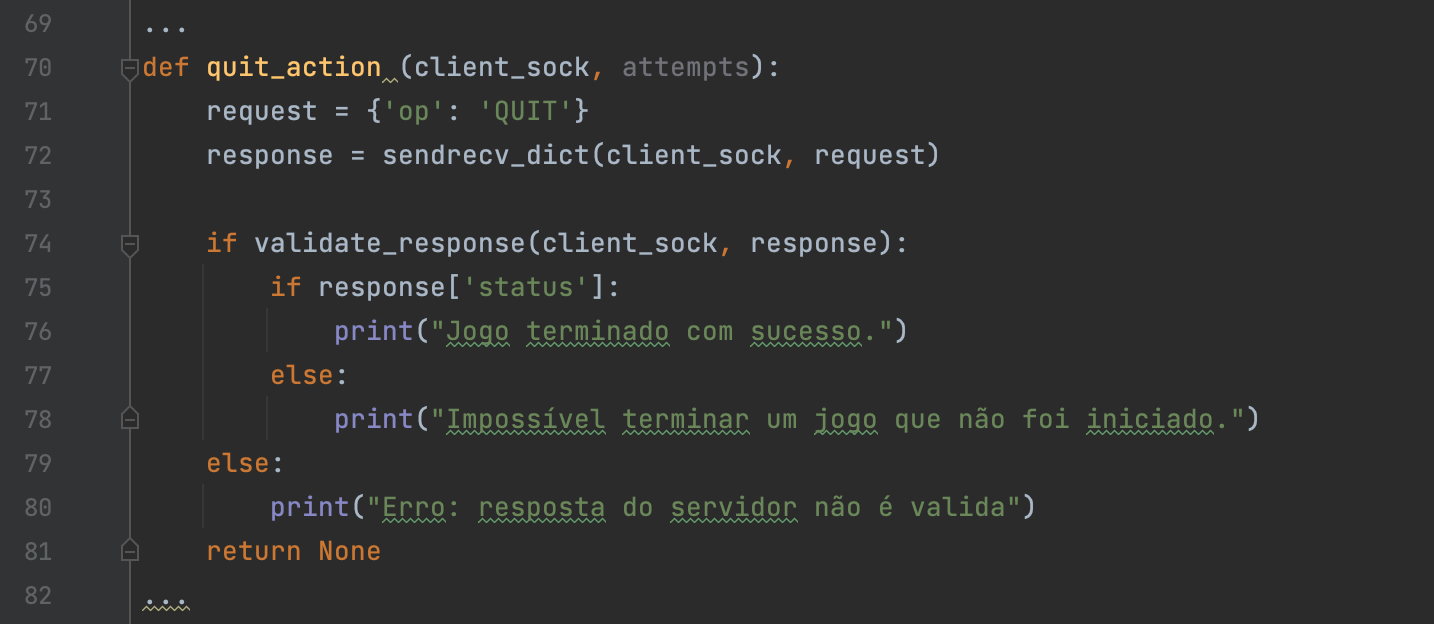 69 ...
70 def quit_action (client_sock, attempts):
71 request = {'op': 'QUIT'}
72 response = sendrecv_dict(client_sock, request)
73
74 if validate_response(client_sock, response):
75 if response['status']:
76 print("Jogo terminado com sucesso.")
77 else:
78 print("Impossível terminar um jogo que não foi iniciado.")
79 else:
80 print("Erro: resposta do servidor não é valida")
81 return None
82 ...